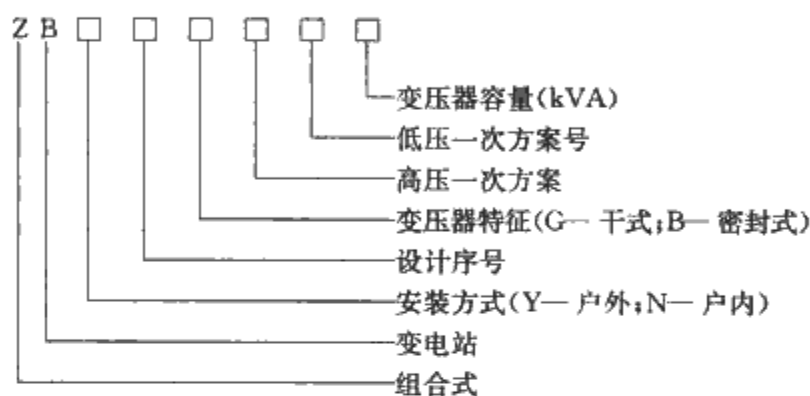 ZB□□□□□□
变压器容量(kVA)
低压一次方案号
高压一次方案
变压器特征(G—干式;B—密封式)
设计序号
安装方式(Y—户外;N—户内)
变电站
组合式